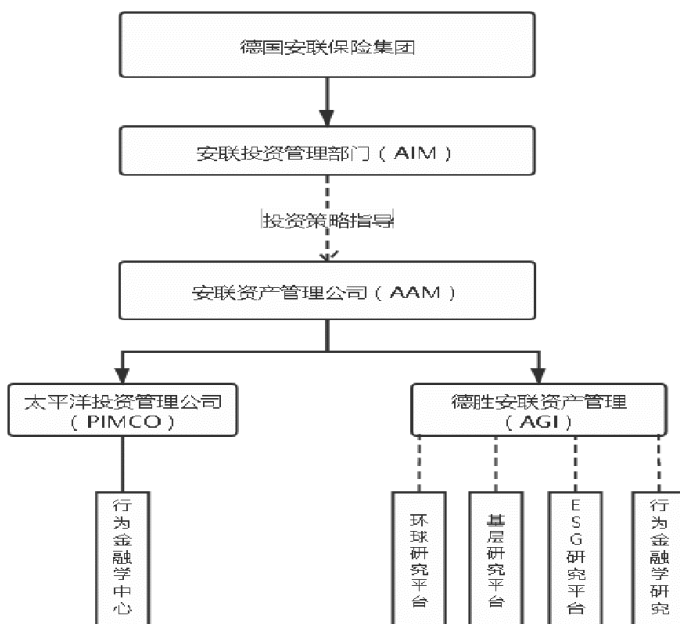 德国安联保险集团
安联投资管理部门（AIM）
投资策略指导
安联资产管理公司（AAM）
太平洋投资管理公司
（PIMCO）
德胜安联资产管理
（AGI）
行为金融学中心
环球研究平台
基层研究平台
ESG研究平台
行为金融学研究